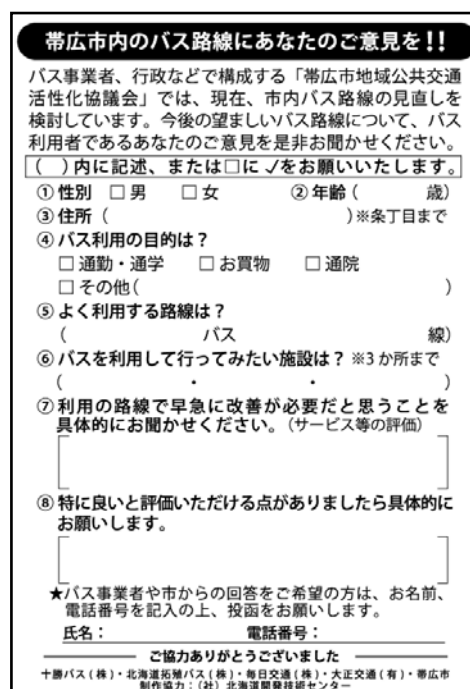 帯広市内のバス路線にあなたのご意見を!!
バス事業者、行政などで構成する「帯広市地域公共交通
活性化協議会」では、現在、市内バス路線の見直しを
検討しています。今後の望ましいバス路線について、バス
利用者であるあなたのご意見を是非お聞かせください。
( )内に記述、または□に✓をお願いいたします。
① 性別 □ 男 □ 女 ② 年齢 ( 歳)
③ 住所 ( )※条丁目まで
④ バス利用の目的は?
□ 通勤・通学 □ お買物 □ 通院
□ その他( )
⑤ よく利用する路線は?
( バス 線)
⑥ バスを利用して行ってみたい施設は? ※3か所まで
( ・ ・ )
⑦ 利用の路線で早急に改善が必要だと思うことを
具体的にお聞かせください。(サービス等の評価)
⑧ 特に良いと評価いただける点がありましたら具体的に
お願いします。
★バス事業者や市からの回答をご希望の方は、お名前、
電話番号を記入の上、投函をお願いします。
氏名: 電話番号:
ご協力ありがとうございました
十勝バス(株)・北海道拓殖バス(株)・毎日交通(株)・大正交通(有)・帯広市
制作協力:(社)北海道開発技術センター